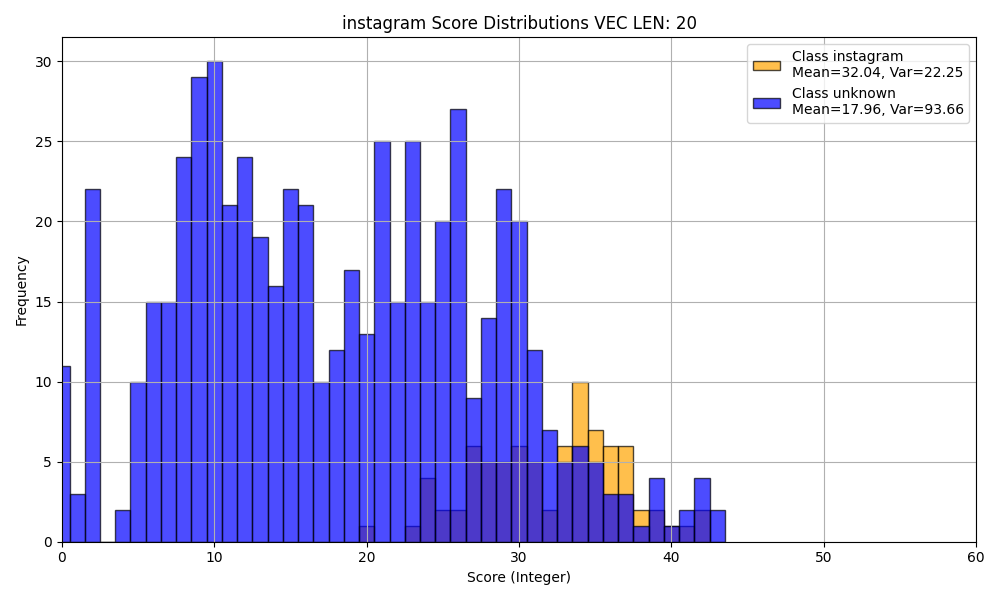 instagram Score Distributions VEC LEN: 20
Class instagram
Mean=32.04, Var=22.25
Class unknown
Mean=17.96, Var=93.66
30
25
20
15
10
5
0
Frequency
0 10 20 30 40 50 60
Score (Integer)